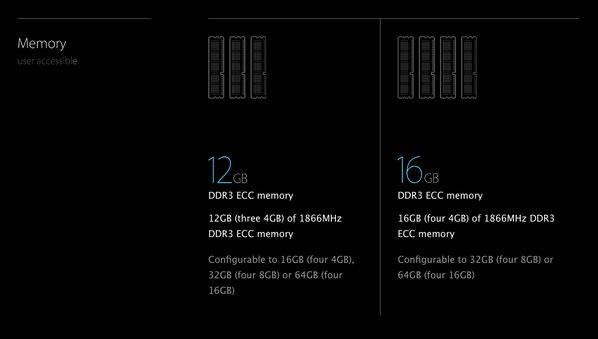 Memory
user accessible
12GB
DDR3 ECC memory
12GB (three 4GB) of 1866MHz
DDR3 ECC memory
Configurable to 16GB (four 4GB),
32GB (four 8GB) or 64GB (four
16GB)
16GB
DDR3 ECC memory
16GB (four 4GB) of 1866MHz DDR3
ECC memory
Configurable to 32GB (four 8GB) or
64GB (four 16GB)